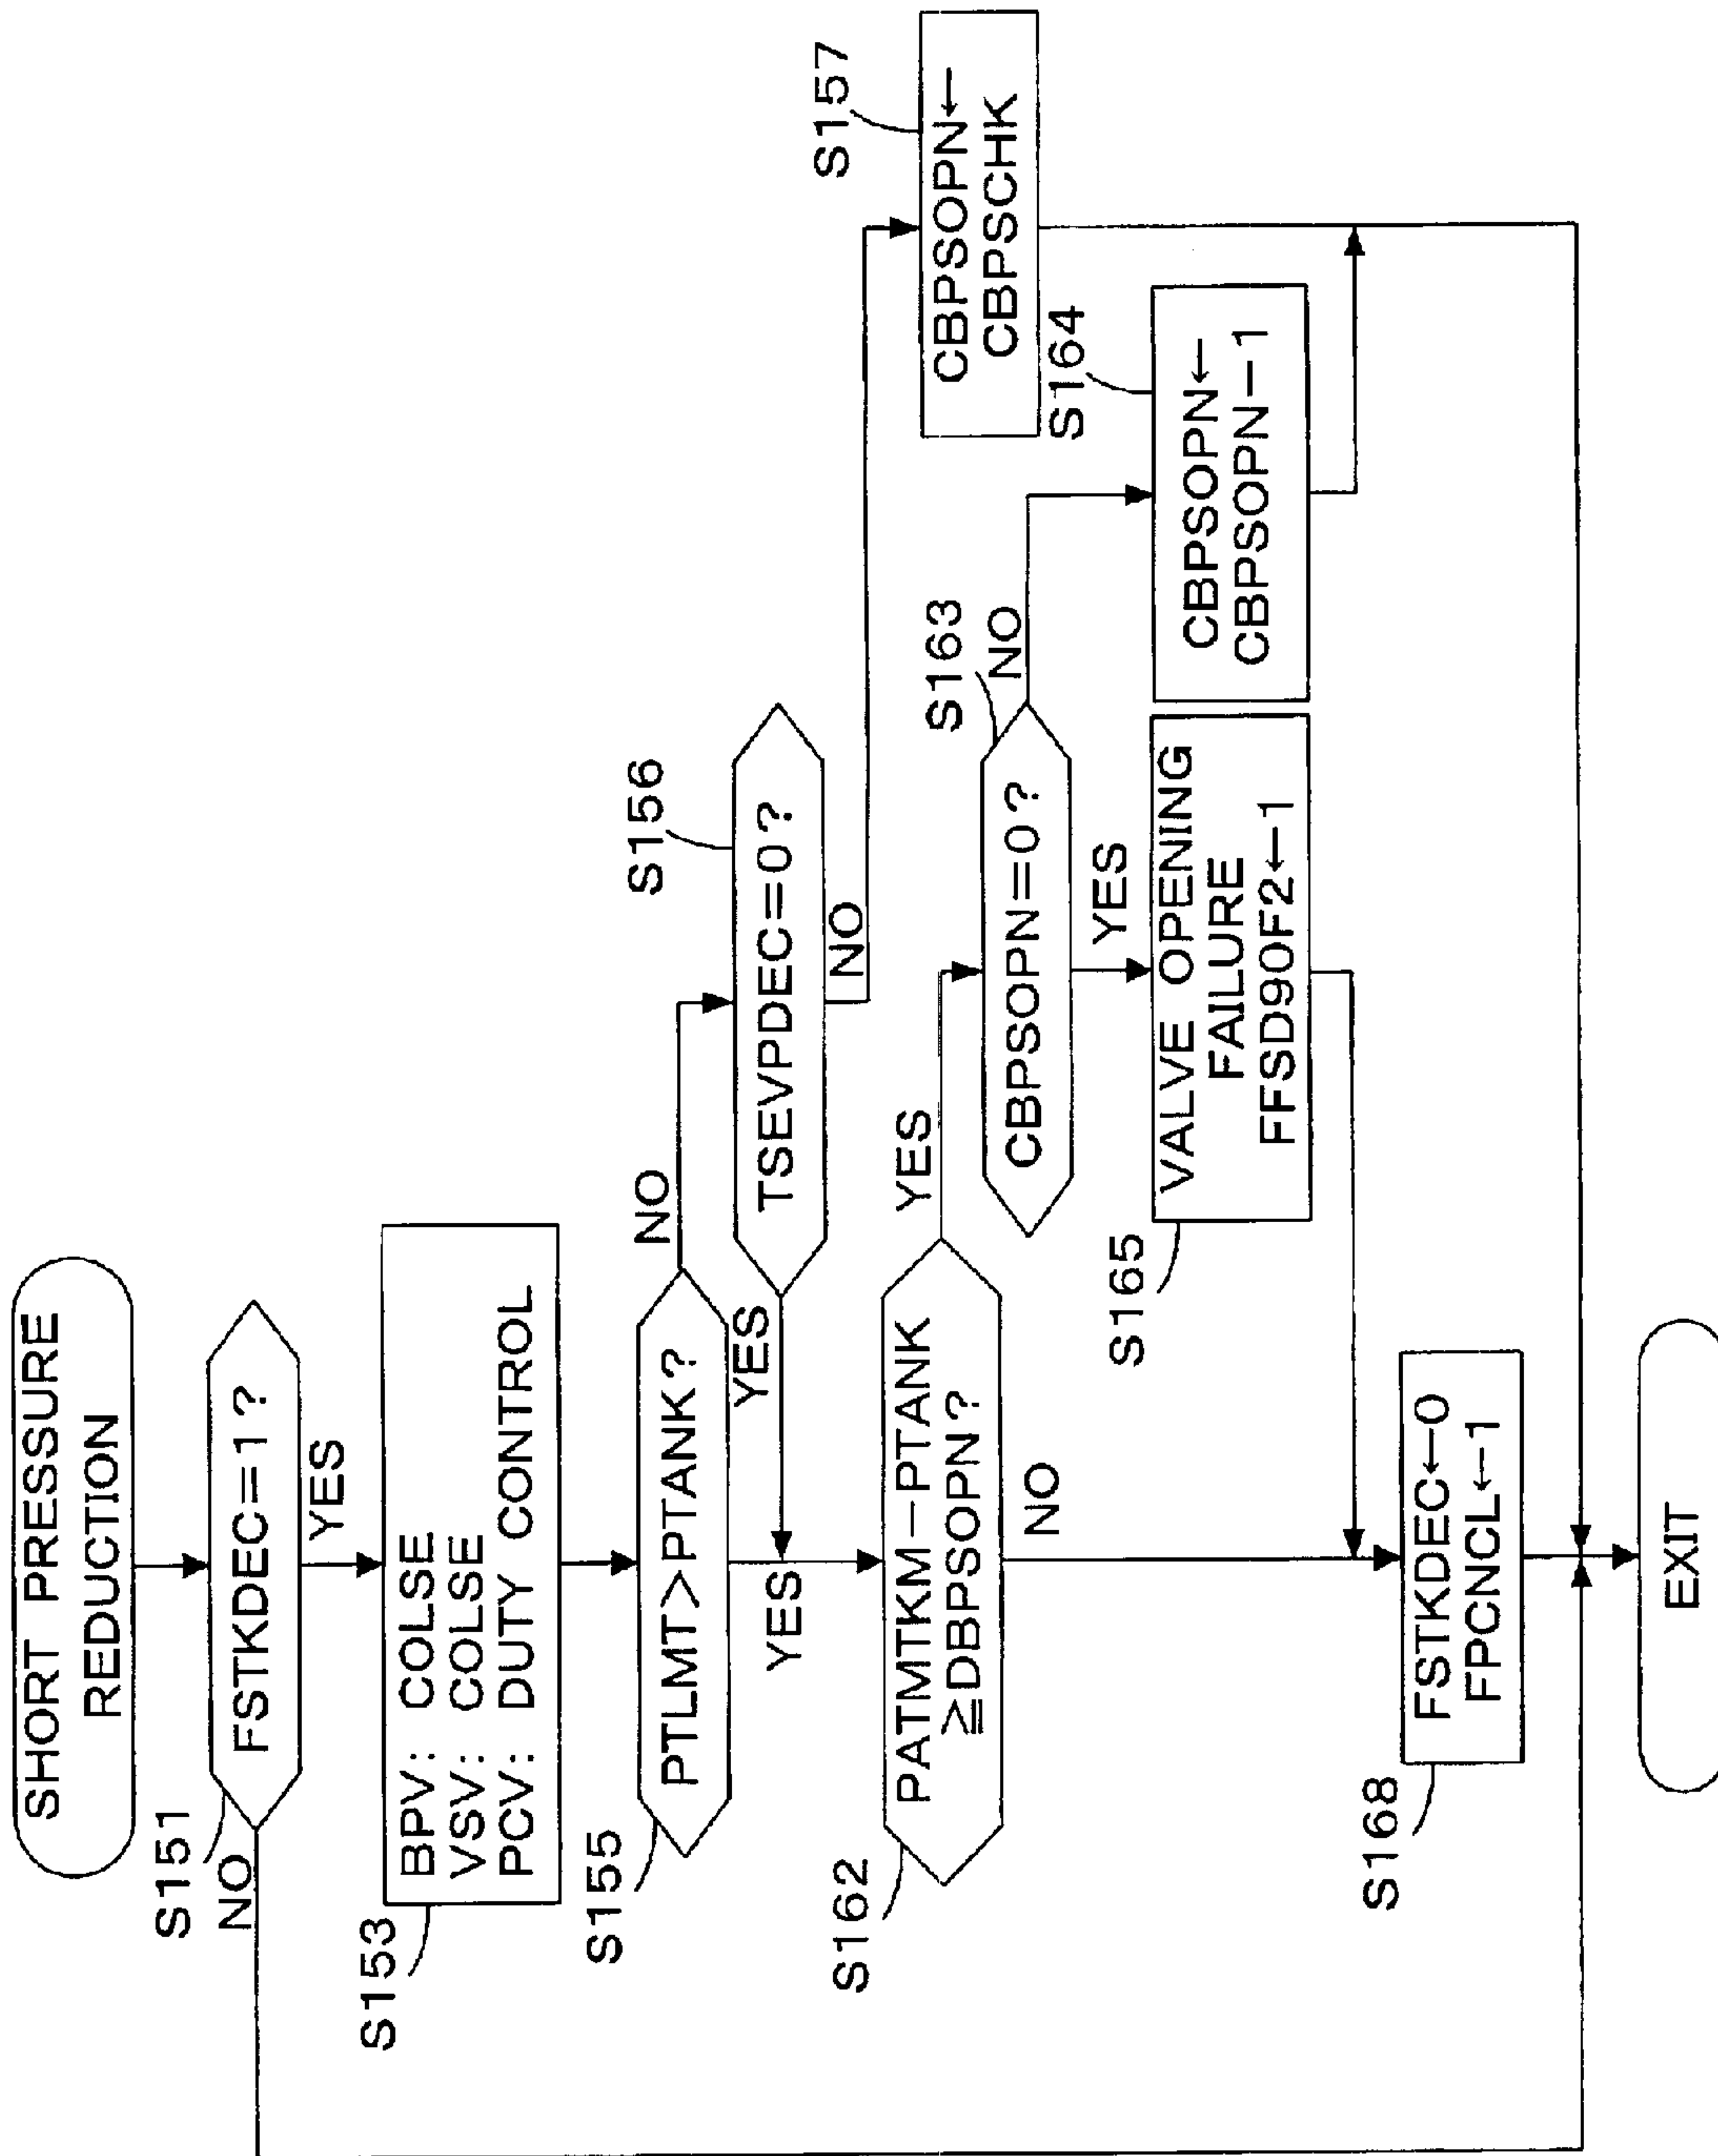 SHORT PRESSURE
REDUCTION
S151
FSTKDEC=1?
NO
YES
S153
BPV: COLSE
VSV: COLSE
PCV: DUTY CONTROL
S155
PTLMT>PTANK?
NO
YES
S156
TSEVPDEC=0?
YES
NO
S157
CBPSOPN←
CBPSCHK
S162
PATMTKM-PTANK
≧DBPSOPN?
YES
NO
S163
CBPSOPN=0?
NO
YES
S164
CBPSOPN←
CBPSOPN-1
S165
VALVE OPENING
FAILURE
FFSD90F2←1
S168
FSTKDEC←0
FPCNCL←1
EXIT